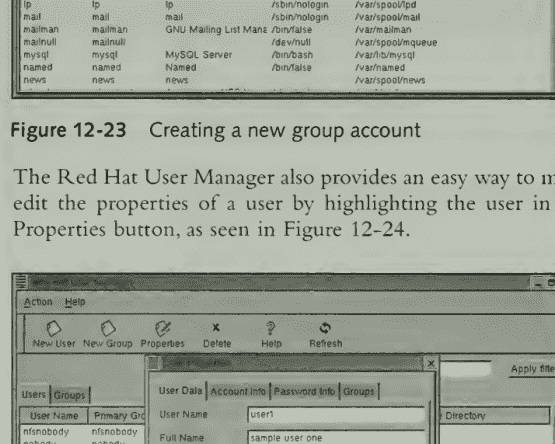 lp lp lp /sbin/nologin /var/spool/lpd
mail mail mail /sbin/nologin /var/spool/mail
mailman mailman GNU Mailing List Mana /bin/false /var/mailman
mailnull mailnull /dev/null /var/spool/mqueue
mysql mysql MySQL Server /bin/bash /var/lib/mysql
named named Named /bin/false /var/named
news news news /var/spool/news
Figure 12-23 Creating a new group account
The Red Hat User Manager also provides an easy way to m
edit the properties of a user by highlighting the user in
Properties button, as seen in Figure 12-24.
Action Help
New User New Group Properties Delete Help Refresh
Apply filte
Users Groups
User Data Account Info Password Info Groups
User Name Primary Gro Directory
User Name user1
nfsnobody nfsnobody
Full Name sample user one
nobody nobody